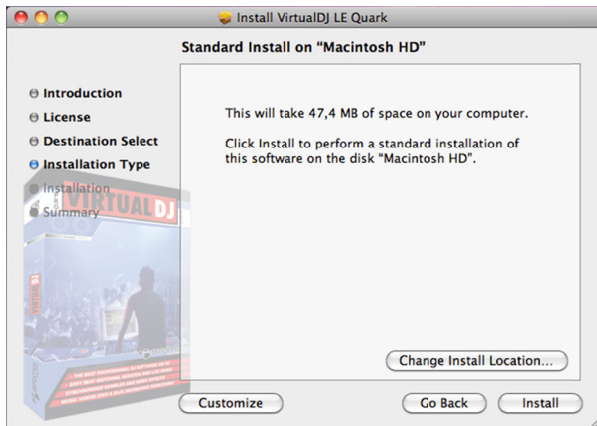 Install VirtualDJ LE Quark
Standard Install on “Macintosh HD”
Introduction
License
Destination Select
Installation Type
Installation
Summary
This will take 47,4 MB of space on your computer.
Click Install to perform a standard installation of
this software on the disk “Macintosh HD”.
VIRTUAL DJ
Change Install Location...
Customize
Go Back
Install